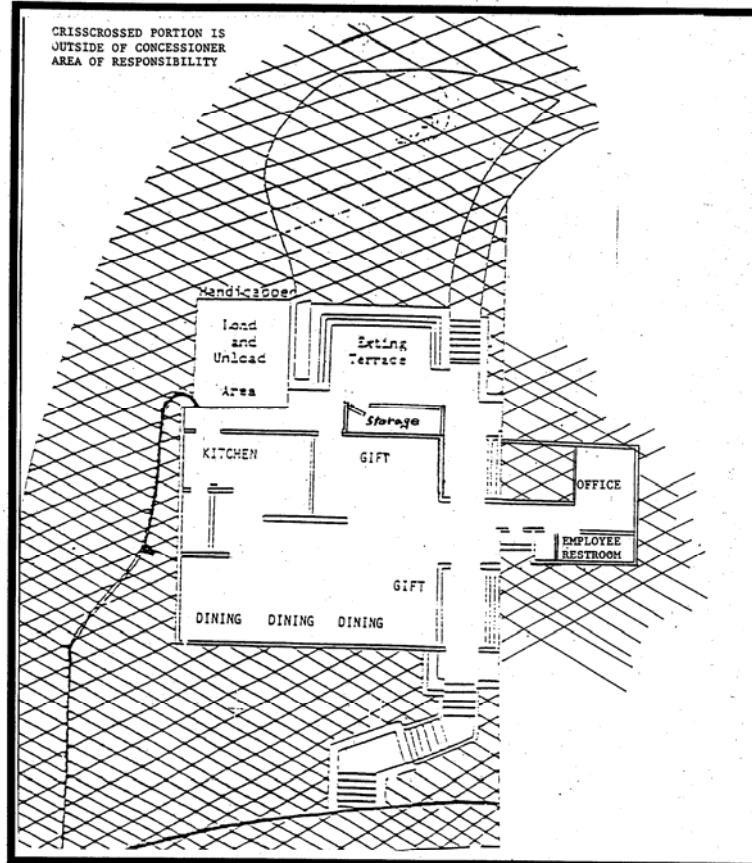 CRISSCROSSED PORTION IS
OUTSIDE OF CONCESSIONER
AREA OF RESPONSIBILITY
Handicapped
Load
and
Unload
Area
Exting
Terrace
Storage
KITCHEN
GIFT
OFFICE
EMPLOYEE
RESTROOM
GIFT
DINING DINING DINING